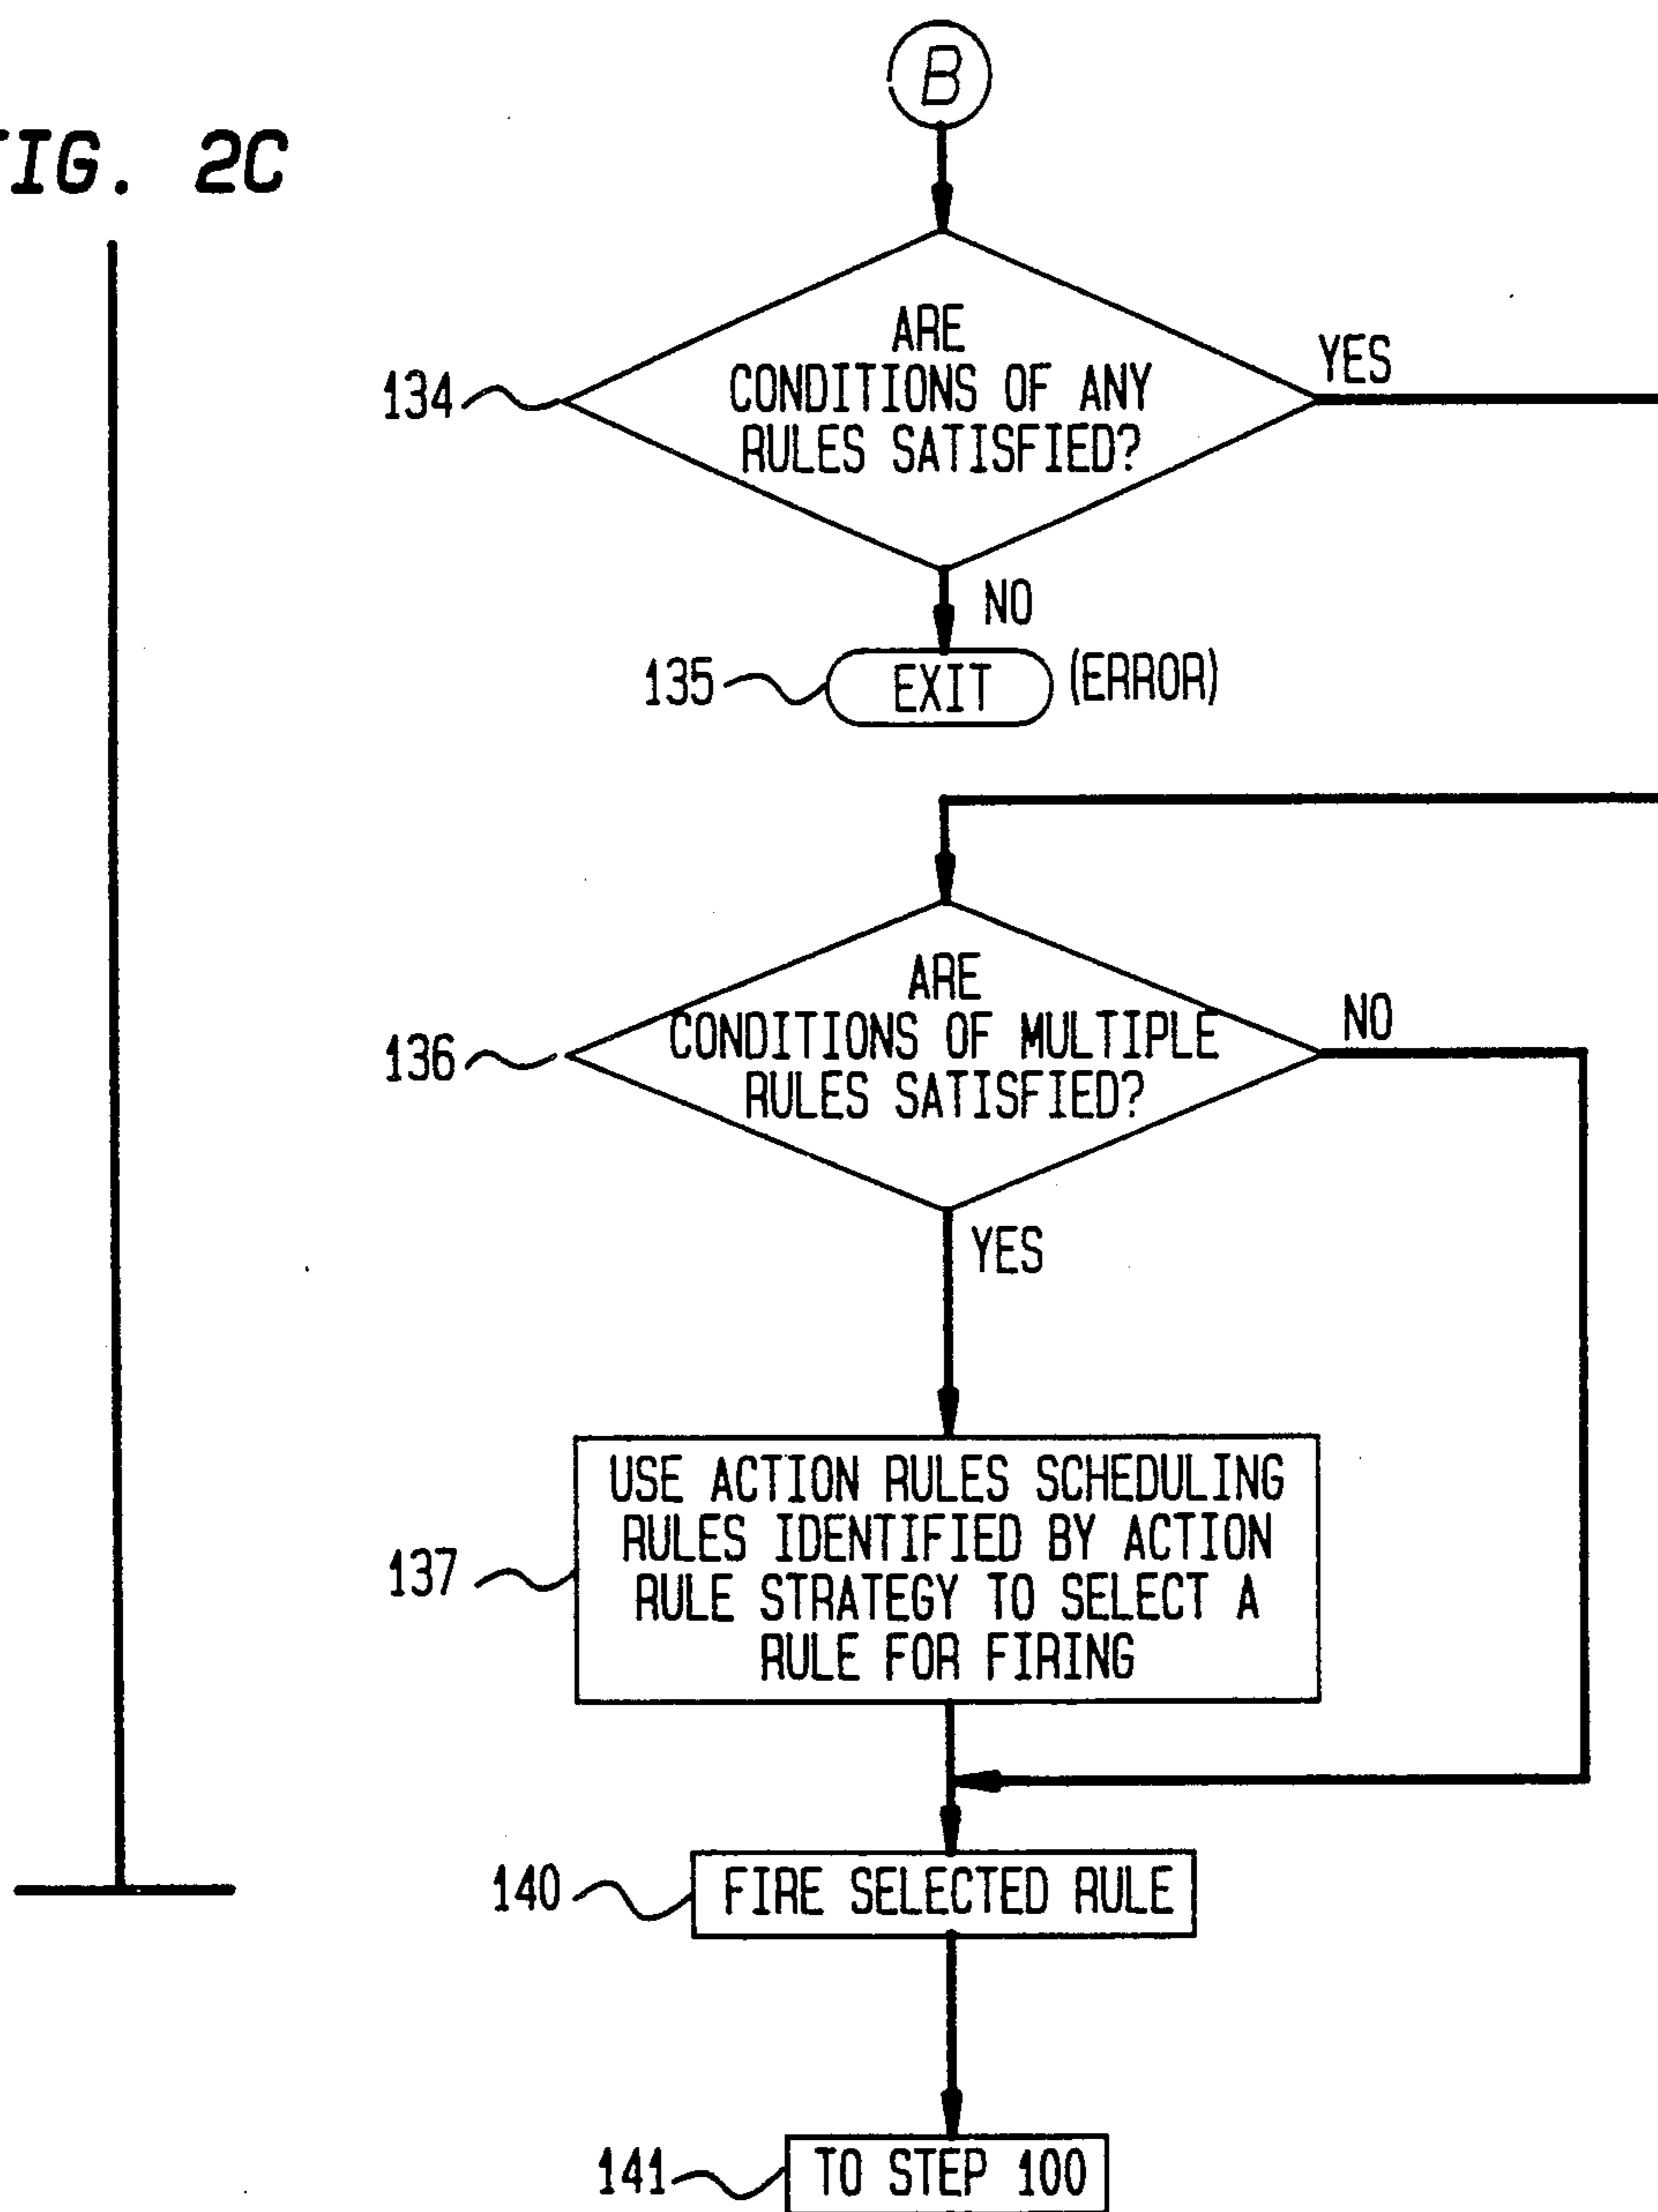 B
FIG. 2C
ARE
CONDITIONS OF ANY
RULES SATISFIED?
YES
134
NO
135
EXIT
(ERROR)
ARE
CONDITIONS OF MULTIPLE
RULES SATISFIED?
NO
136
YES
USE ACTION RULES SCHEDULING
RULES IDENTIFIED BY ACTION
RULE STRATEGY TO SELECT A
RULE FOR FIRING
137
140
FIRE SELECTED RULE
141
TO STEP 100